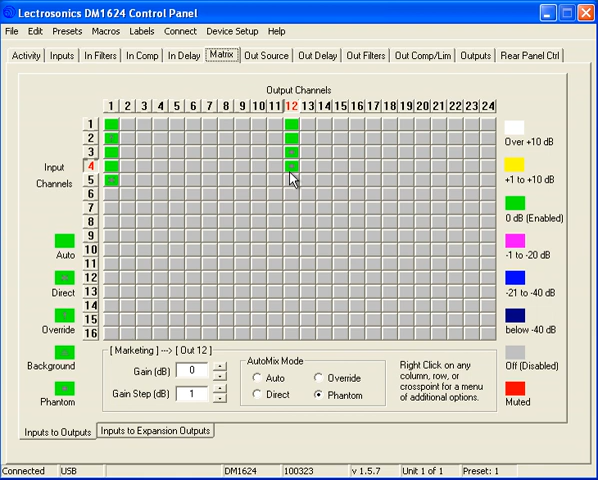 Lectrosonics DM1624 Control Panel
File Edit Presets Macros Labels Connect Device Setup Help
Activity Inputs In Filters In Comp In Delay Matrix Out Source Out Delay Out Filters Out Comp/Lim Outputs Rear Panel Ctrl
Output Channels
1 2 3 4 5 6 7 8 9 10 11 12 13 14 15 16 17 18 19 20 21 22 23 24
Input
Channels
1
2
3
4
5
6
7
8
9
10
11
12
13
14
15
16
Auto
Direct
Override
Background
Phantom
Over +10 dB
+1 to +10 dB
0 dB (Enabled)
-1 to -20 dB
-21 to -40 dB
below -40 dB
Off (Disabled)
Muted
[ Marketing ] ---> [ Out 12 ]
Gain (dB) 0
Gain Step (dB) 1
AutoMix Mode
Auto Override
Direct Phantom
Right Click on any
column, row, or
crosspoint for a menu
of additional options.
Inputs to Outputs Inputs to Expansion Outputs
Connected USB DM1624 100323 v 1.5.7 Unit 1 of 1 Preset: 1